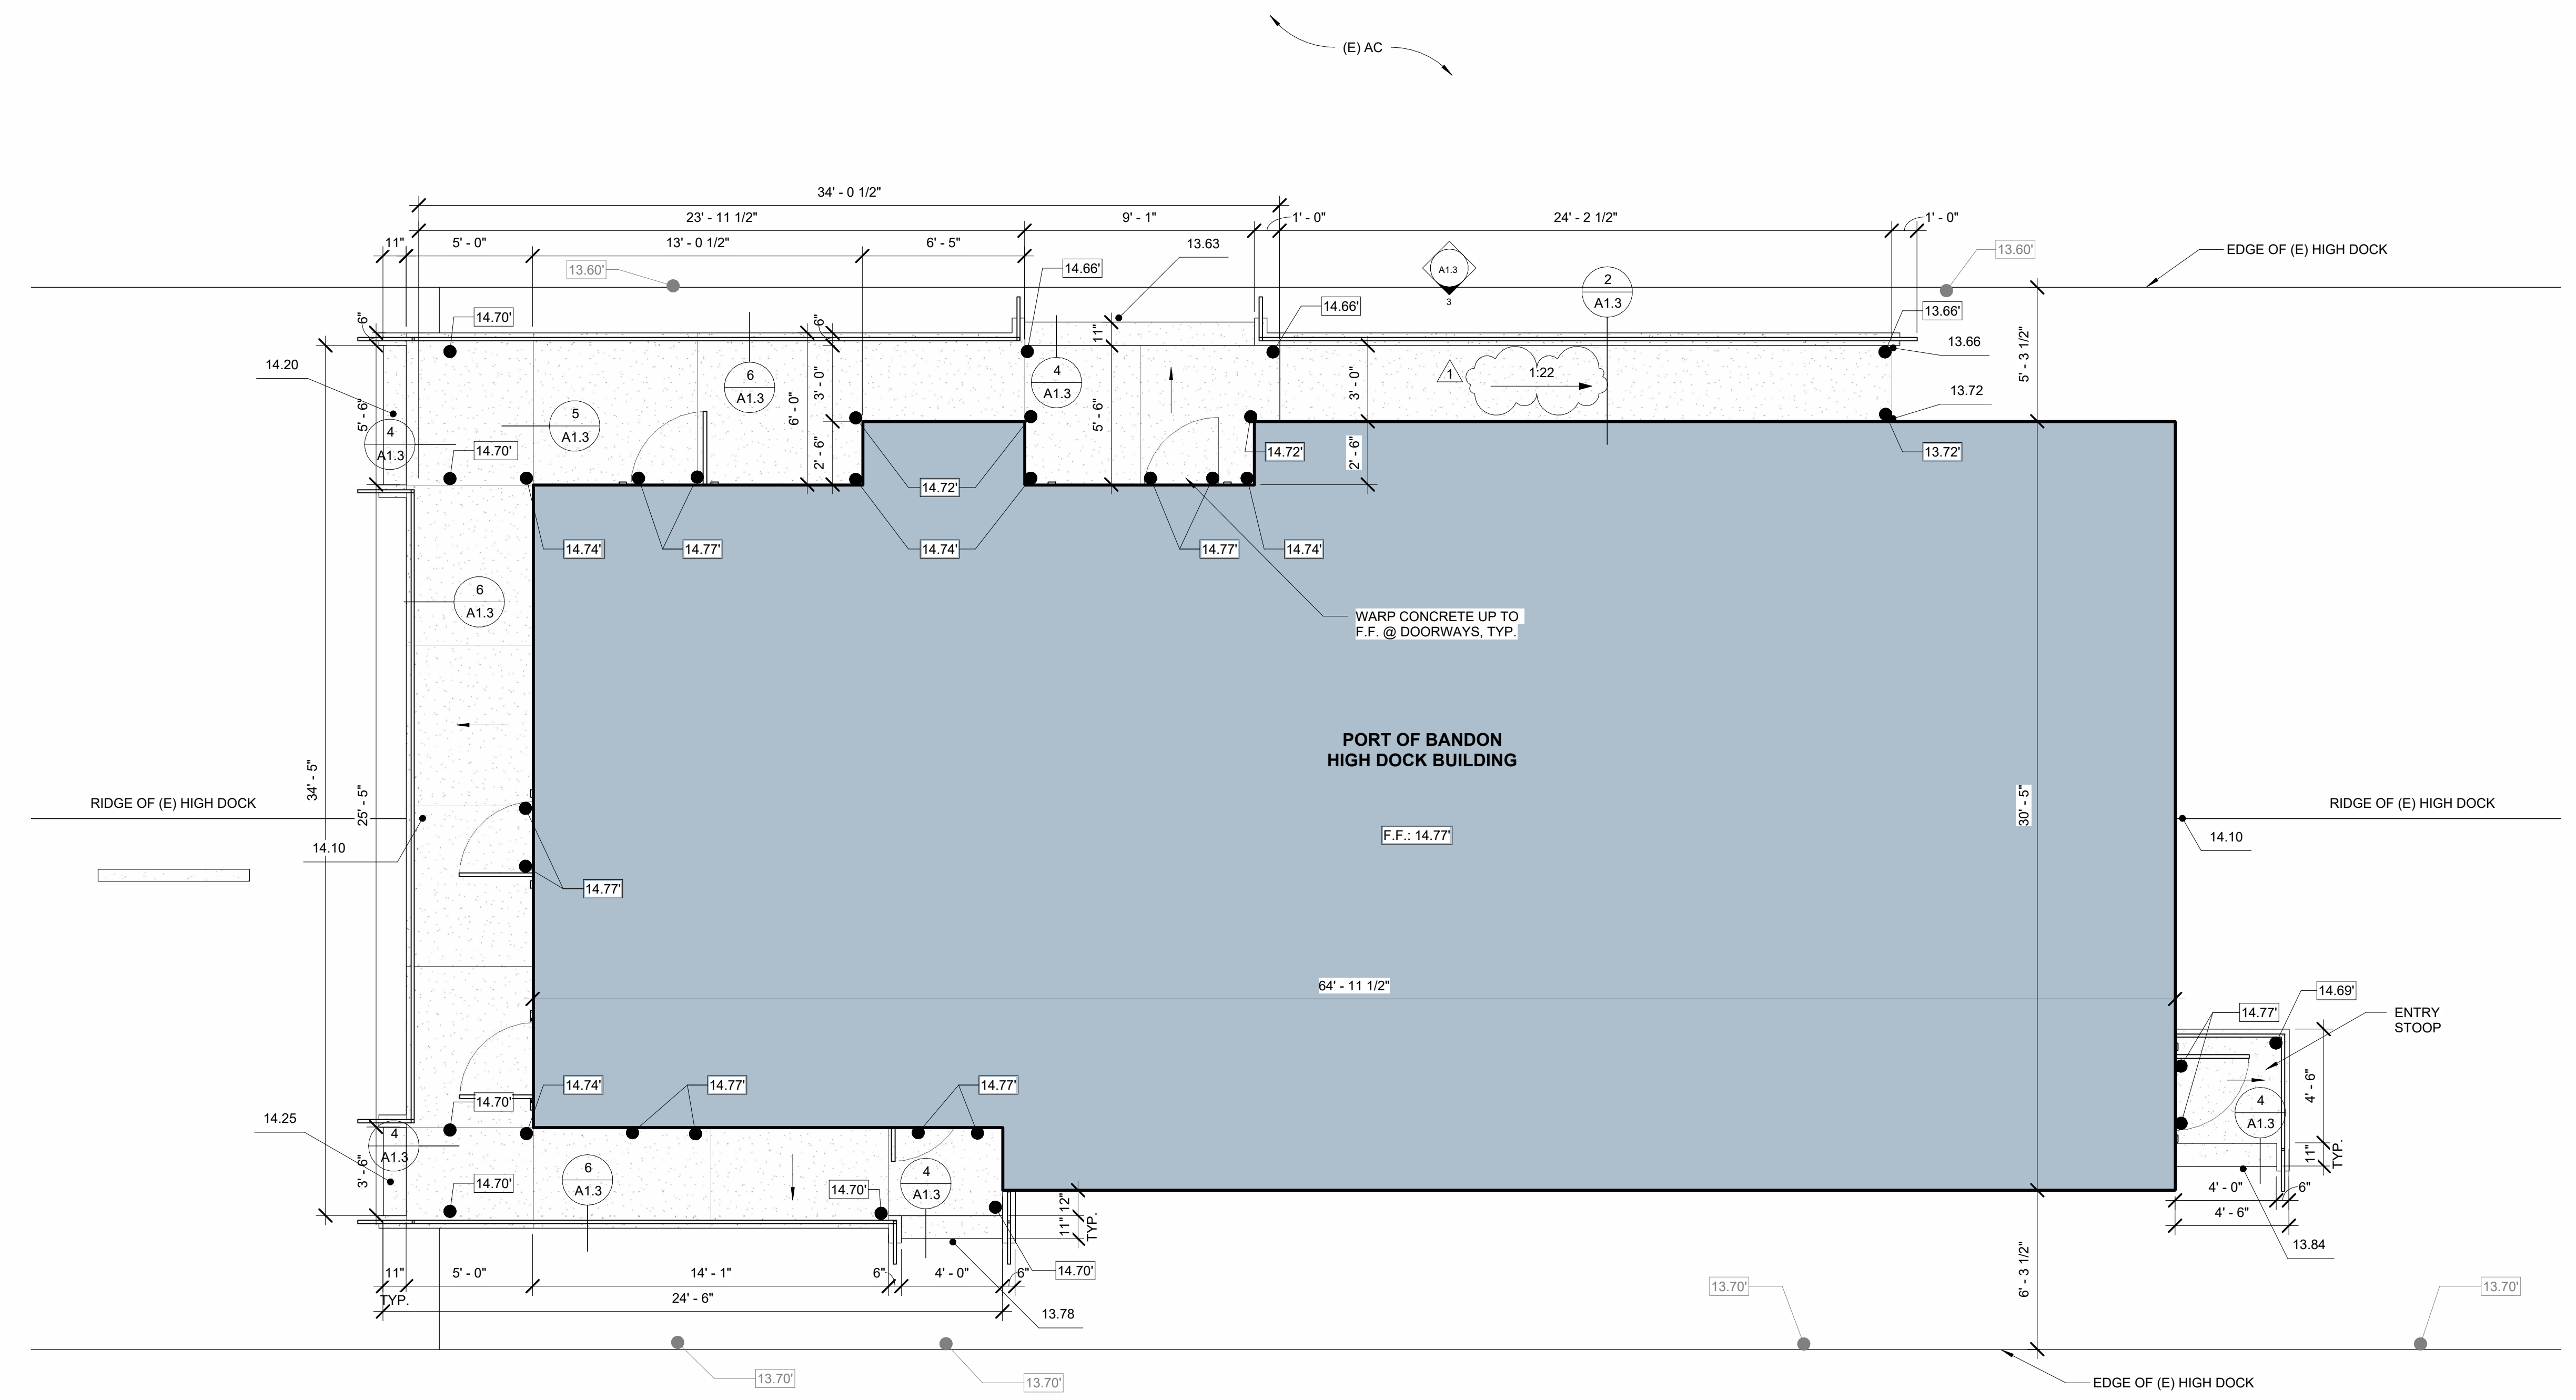 (E) AC
34' - 0 1/2"
23' - 11 1/2"
9' - 1"
1' - 0"
24' - 2 1/2"
1' - 0"
11"
5' - 0"
13' - 0 1/2"
6' - 5"
13.63
13.60'
14.66'
A1.3
3
2
A1.3
13.60'
EDGE OF (E) HIGH DOCK
6"
14.70'
6"
11"
14.66'
13.66'
13.66
5' - 3 1/2"
14.20
5' - 6"
4
A1.3
5
A1.3
14.70'
6
A1.3
6' - 0"
3' - 0"
2' - 6"
4
A1.3
5' - 6"
3' - 0"
2' - 6"
1
1:22
13.72
14.72'
13.72'
14.72'
14.74'
14.77'
14.74'
14.77'
14.74'
6
A1.3
WARP CONCRETE UP TO
F.F. @ DOORWAYS, TYP.
PORT OF BANDON
HIGH DOCK BUILDING
F.F.: 14.77'
34' - 5"
25' - 5"
30' - 5"
RIDGE OF (E) HIGH DOCK
14.10
RIDGE OF (E) HIGH DOCK
14.10
14.77'
64' - 11 1/2"
14.69'
14.77'
ENTRY
STOOP
4' - 6"
4
A1.3
11"
TYP.
4' - 0"
6"
4' - 6"
13.84
14.70'
14.74'
14.77'
14.77'
14.25
4
A1.3
3' - 6"
14.70'
6
A1.3
14.70'
4
A1.3
12"
11"
TYP.
14.70'
11"
TYP.
5' - 0"
14' - 1"
6"
4' - 0"
6"
24' - 6"
13.78
6' - 3 1/2"
13.70'
13.70'
13.70'
13.70'
EDGE OF (E) HIGH DOCK